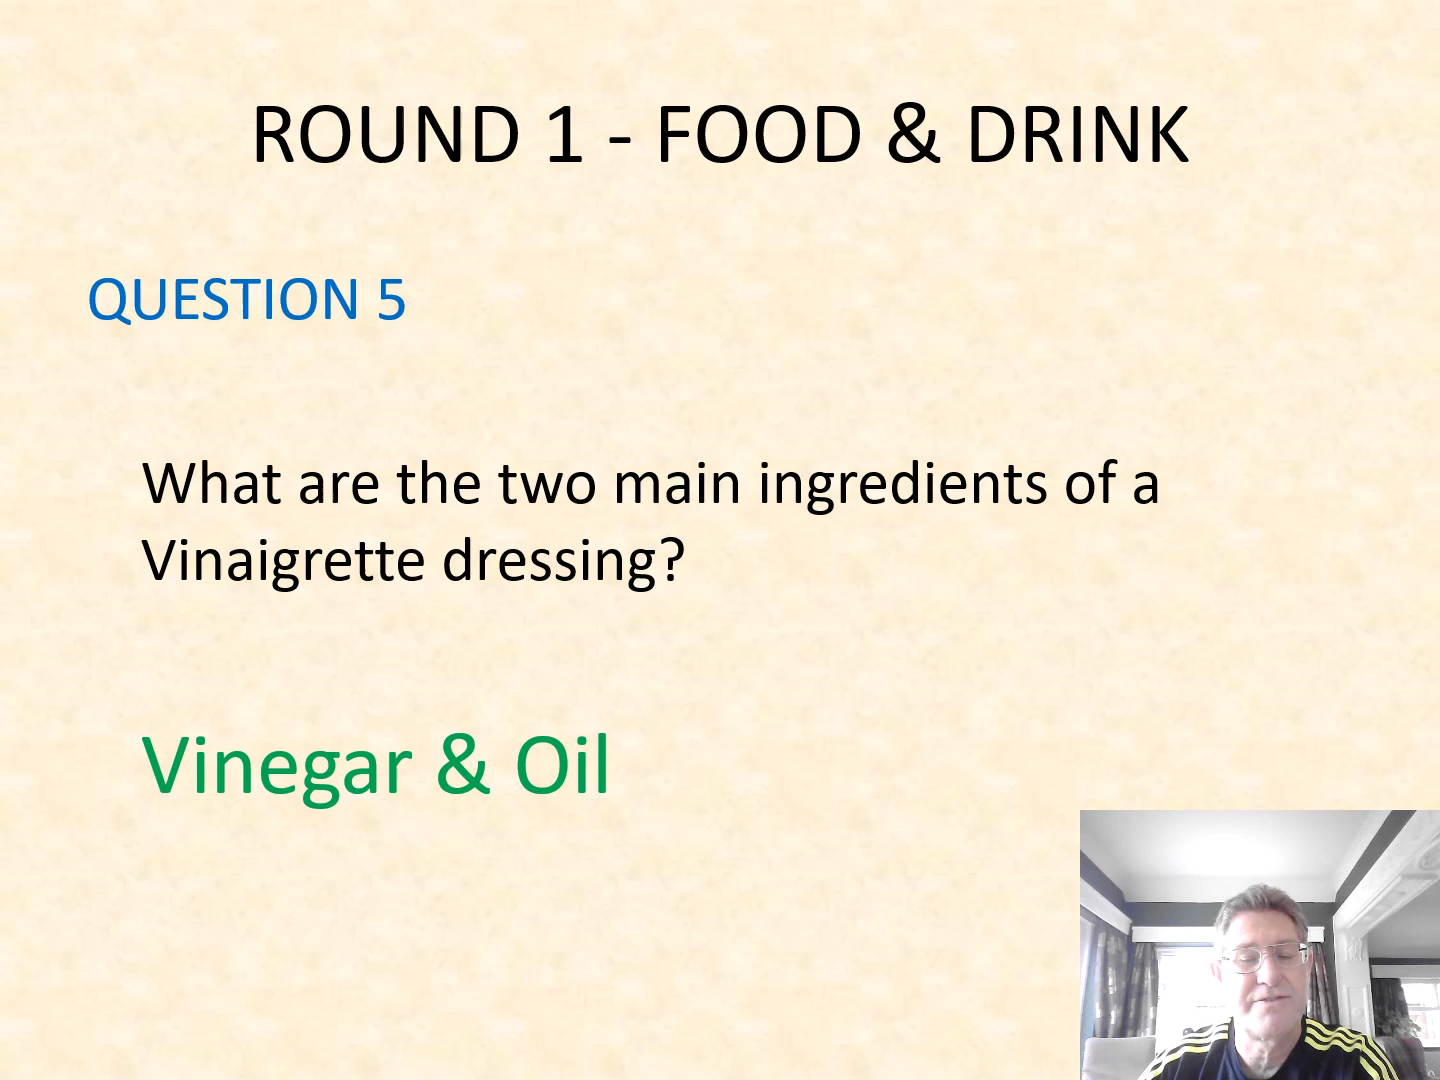 ROUND 1 - FOOD & DRINK
QUESTION 5
What are the two main ingredients of a
Vinaigrette dressing?
Vinegar & Oil